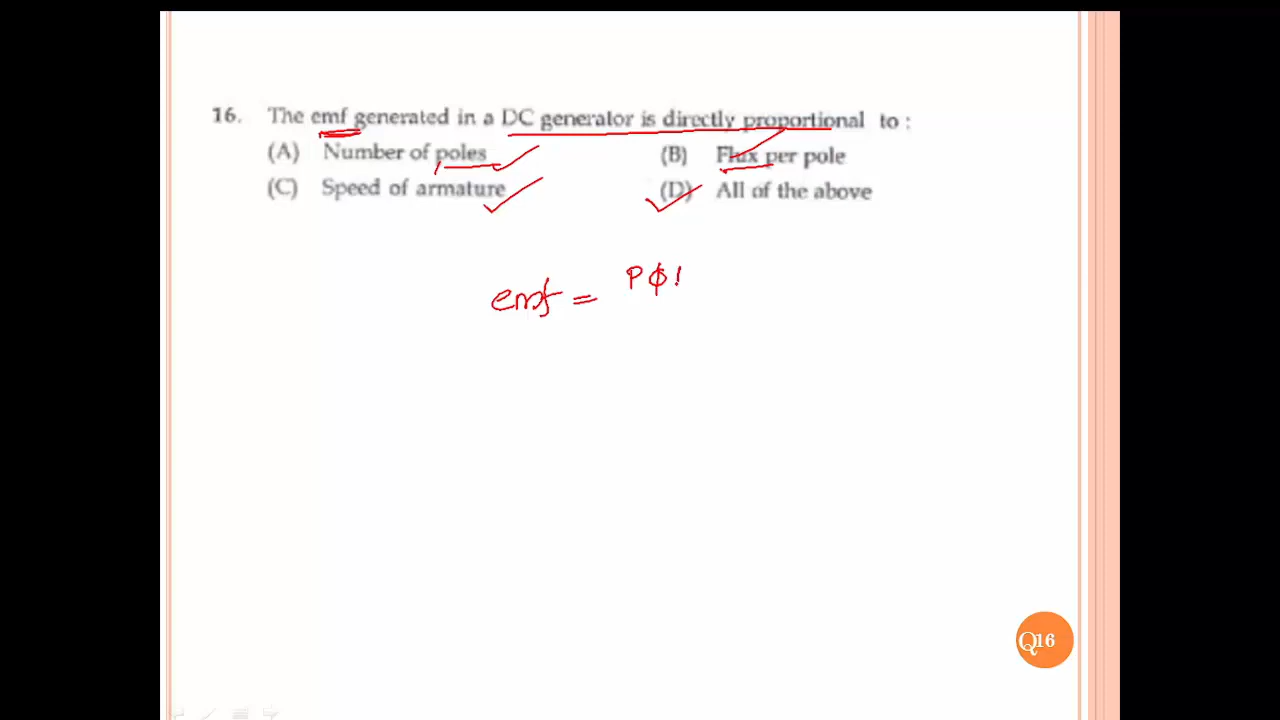 16. The emf generated in a DC generator is directly proportional to :
(A) Number of poles (B) Flux per pole
(C) Speed of armature (D) All of the above
emf = PΦ
Q16